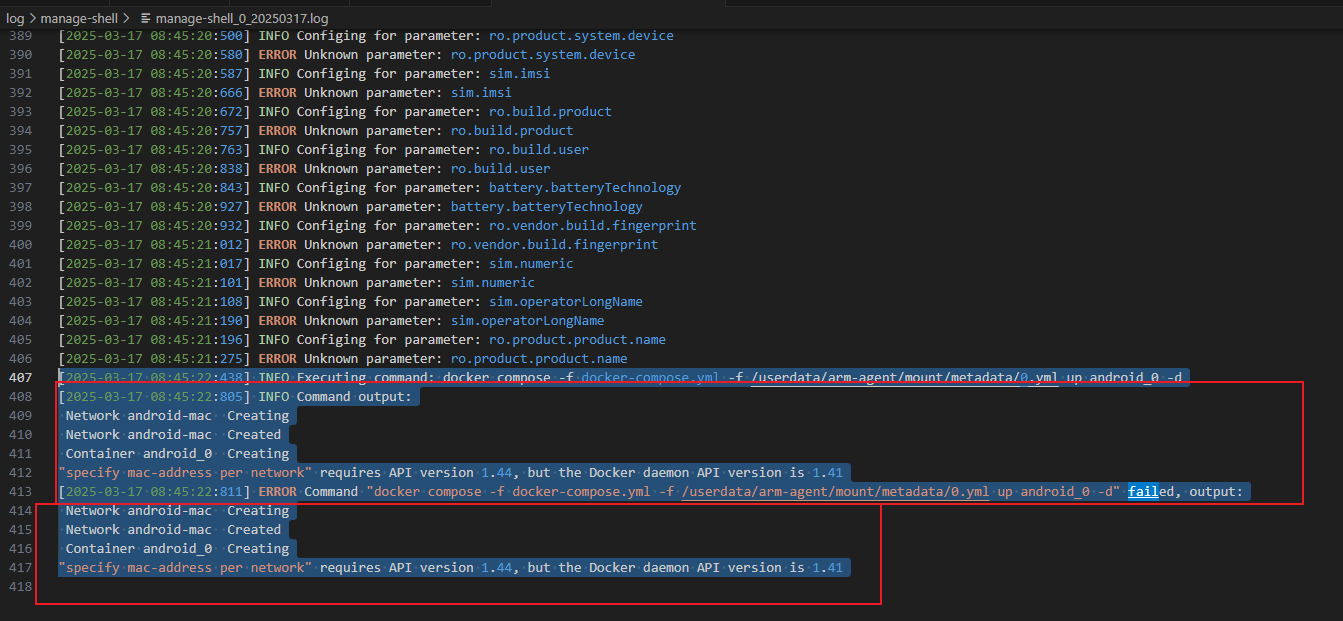 log > manage-shell > manage-shell_0_20250317.log
389 [2025-03-17 08:45:20:500] INFO Configing for parameter: ro.product.system.device
390 [2025-03-17 08:45:20:580] ERROR Unknown parameter: ro.product.system.device
391 [2025-03-17 08:45:20:587] INFO Configing for parameter: sim.imsi
392 [2025-03-17 08:45:20:666] ERROR Unknown parameter: sim.imsi
393 [2025-03-17 08:45:20:672] INFO Configing for parameter: ro.build.product
394 [2025-03-17 08:45:20:757] ERROR Unknown parameter: ro.build.product
395 [2025-03-17 08:45:20:763] INFO Configing for parameter: ro.build.user
396 [2025-03-17 08:45:20:838] ERROR Unknown parameter: ro.build.user
397 [2025-03-17 08:45:20:843] INFO Configing for parameter: battery.batteryTechnology
398 [2025-03-17 08:45:20:927] ERROR Unknown parameter: battery.batteryTechnology
399 [2025-03-17 08:45:20:932] INFO Configing for parameter: ro.vendor.build.fingerprint
400 [2025-03-17 08:45:21:012] ERROR Unknown parameter: ro.vendor.build.fingerprint
401 [2025-03-17 08:45:21:017] INFO Configing for parameter: sim.numeric
402 [2025-03-17 08:45:21:101] ERROR Unknown parameter: sim.numeric
403 [2025-03-17 08:45:21:108] INFO Configing for parameter: sim.operatorLongName
404 [2025-03-17 08:45:21:190] ERROR Unknown parameter: sim.operatorLongName
405 [2025-03-17 08:45:21:196] INFO Configing for parameter: ro.product.product.name
406 [2025-03-17 08:45:21:275] ERROR Unknown parameter: ro.product.product.name
407 [2025-03-17 08:45:22:438] INFO Executing command: docker compose -f docker-compose.yml -f /userdata/arm-agent/mount/metadata/0.yml up android_0 -d
408 [2025-03-17 08:45:22:805] INFO Command output:
409 Network android-mac  Creating
410 Network android-mac  Created
411 Container android_0  Creating
412 "specify mac-address per network" requires API version 1.44, but the Docker daemon API version is 1.41
413 [2025-03-17 08:45:22:811] ERROR Command "docker compose -f docker-compose.yml -f /userdata/arm-agent/mount/metadata/0.yml up android_0 -d" failed, output:
414 Network android-mac  Creating
415 Network android-mac  Created
416 Container android_0  Creating
417 "specify mac-address per network" requires API version 1.44, but the Docker daemon API version is 1.41
418